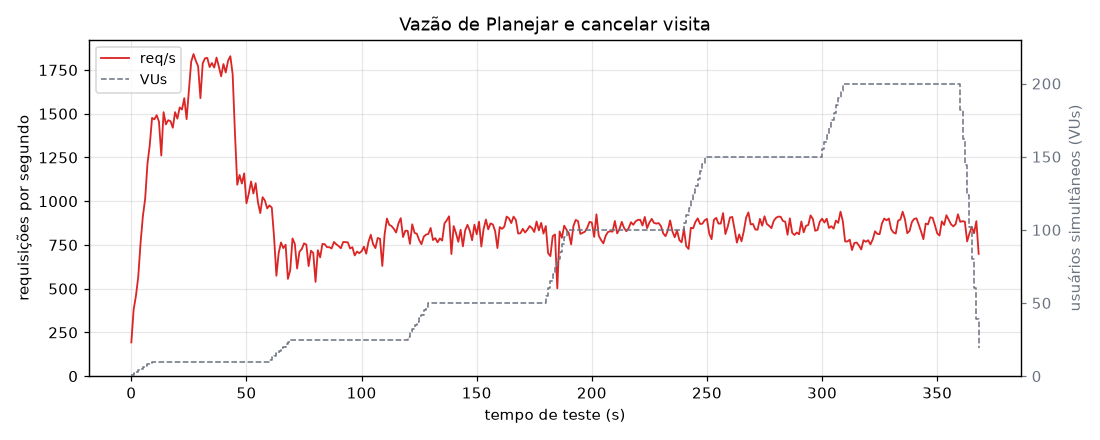 Vazão de Planejar e cancelar visita
req/s
VUs
requisições por segundo
1750
1500
1250
1000
750
500
250
0
usuários simultâneos (VUs)
200
150
100
50
0
0 50 100 150 200 250 300 350
tempo de teste (s)